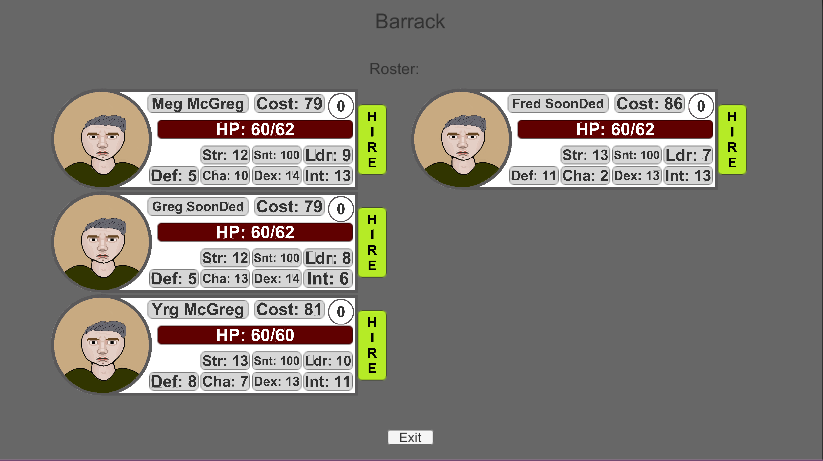 Barrack
Roster:
Meg McGreg Cost: 79 0
HP: 60/62
Str: 12 Snt: 100 Ldr: 9
Def: 5 Cha: 10 Dex: 14 Int: 13
HIRE
Fred SoonDed Cost: 86 0
HP: 60/62
Str: 13 Snt: 100 Ldr: 7
Def: 11 Cha: 2 Dex: 13 Int: 13
HIRE
Greg SoonDed Cost: 79 0
HP: 60/62
Str: 12 Snt: 100 Ldr: 8
Def: 5 Cha: 13 Dex: 14 Int: 6
HIRE
Yrg McGreg Cost: 81 0
HP: 60/60
Str: 13 Snt: 100 Ldr: 10
Def: 8 Cha: 7 Dex: 13 Int: 11
HIRE
Exit